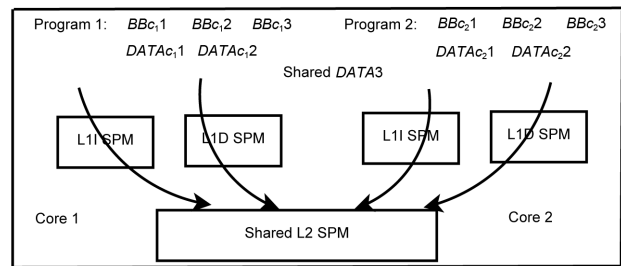 Program 1: BBc₁1 BBc₁2 BBc₁3 Program 2: BBc₂1 BBc₂2 BBc₂3
DATAc₁1 DATAc₁2 DATAc₂1 DATAc₂2
Shared DATA3
L1I SPM L1D SPM L1I SPM L1D SPM
Core 1 Shared L2 SPM Core 2